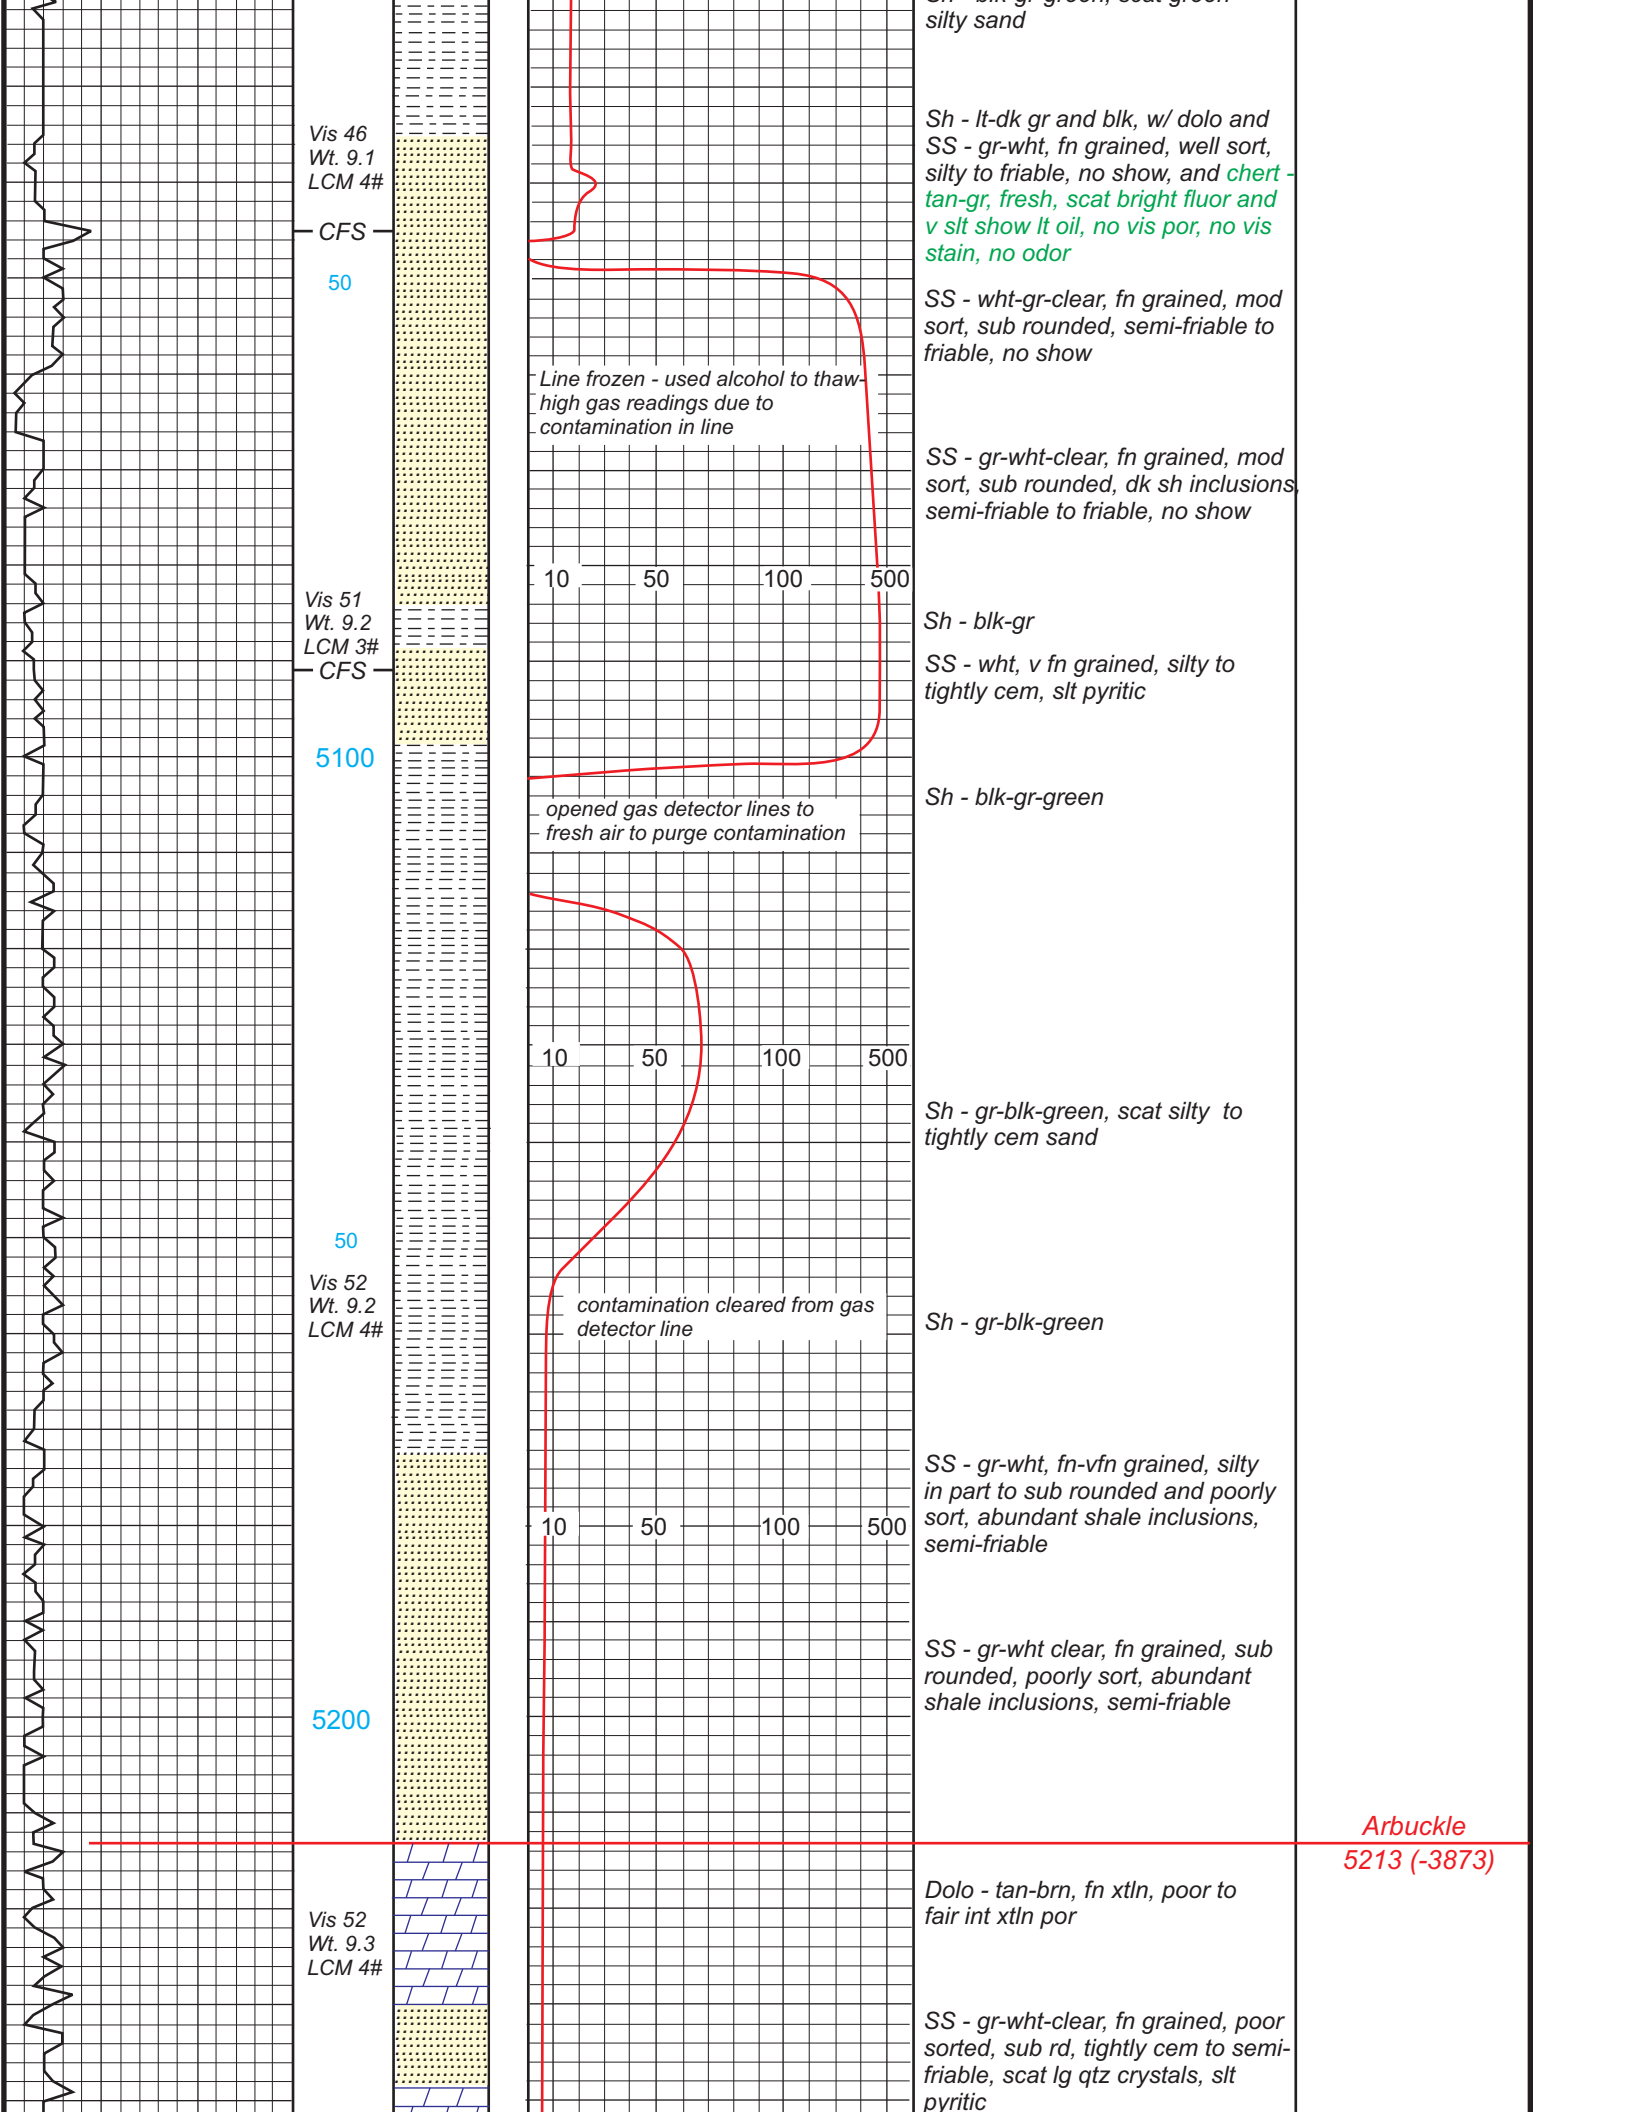 silty sand
Vis 46
Wt. 9.1
LCM 4#
CFS
50
Sh - lt-dk gr and blk, w/ dolo and
SS - gr-wht, fn grained, well sort,
silty to friable, no show, and chert -
tan-gr, fresh, scat bright fluor and
v slt show lt oil, no vis por, no vis
stain, no odor
SS - wht-gr-clear, fn grained, mod
sort, sub rounded, semi-friable to
friable, no show
Line frozen - used alcohol to thaw-
high gas readings due to
contamination in line
SS - gr-wht-clear, fn grained, mod
sort, sub rounded, dk sh inclusions,
semi-friable to friable, no show
10 50 100 500
Vis 51
Wt. 9.2
LCM 3#
CFS
Sh - blk-gr
SS - wht, v fn grained, silty to
tightly cem, slt pyritic
5100
opened gas detector lines to
fresh air to purge contamination
Sh - blk-gr-green
10 50 100 500
Sh - gr-blk-green, scat silty to
tightly cem sand
50
Vis 52
Wt. 9.2
LCM 4#
contamination cleared from gas
detector line
Sh - gr-blk-green
SS - gr-wht, fn-vfn grained, silty
in part to sub rounded and poorly
sort, abundant shale inclusions,
semi-friable
10 50 100 500
SS - gr-wht clear, fn grained, sub
rounded, poorly sort, abundant
shale inclusions, semi-friable
5200
Arbuckle
5213 (-3873)
Dolo - tan-brn, fn xtln, poor to
fair int xtln por
Vis 52
Wt. 9.3
LCM 4#
SS - gr-wht-clear, fn grained, poor
sorted, sub rd, tightly cem to semi-
friable, scat lg qtz crystals, slt
pyritic